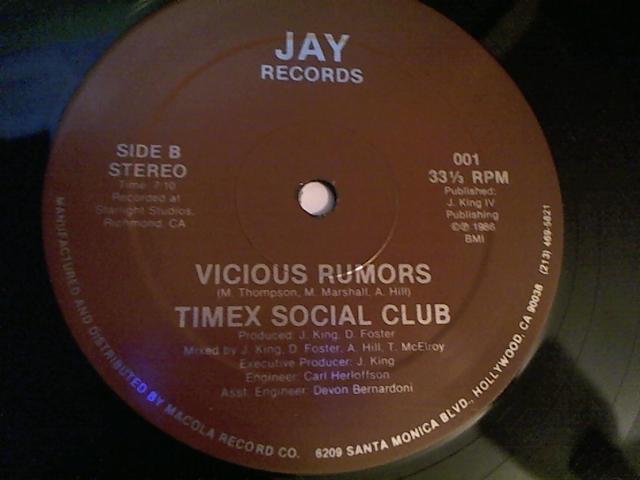 JAY
RECORDS
SIDE B
STEREO
Time: 7:10
Recorded at
Starlight Studios,
Richmond, CA
001
33⅓ RPM
Published:
J. King IV
Publishing
©℗ 1986
BMI
VICIOUS RUMORS
(M. Thompson, M. Marshall, A. Hill)
TIMEX SOCIAL CLUB
Produced: J. King, D. Foster
Mixed by J. King, D. Foster, A. Hill, T. McElroy
Executive Producer: J. King
Engineer: Carl Herloffson
Asst. Engineer: Devon Bernardoni
MANUFACTURED AND DISTRIBUTED BY MACOLA RECORD CO. 6209 SANTA MONICA BLVD., HOLLYWOOD, CA 90038 (213) 469-5821